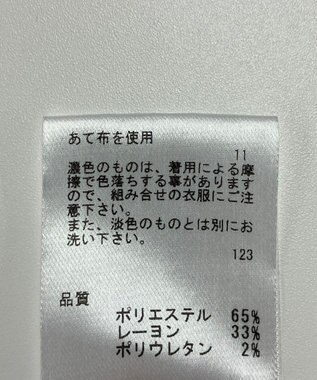 あて布を使用
11
濃色のものは、着用による摩
擦で色落ちする事があります
ので、組み合せの衣服にご注
意下さい。
また、淡色のものとは別にお
洗い下さい。
123
品質
ポリエステル 65%
レーヨン 33%
ポリウレタン 2%